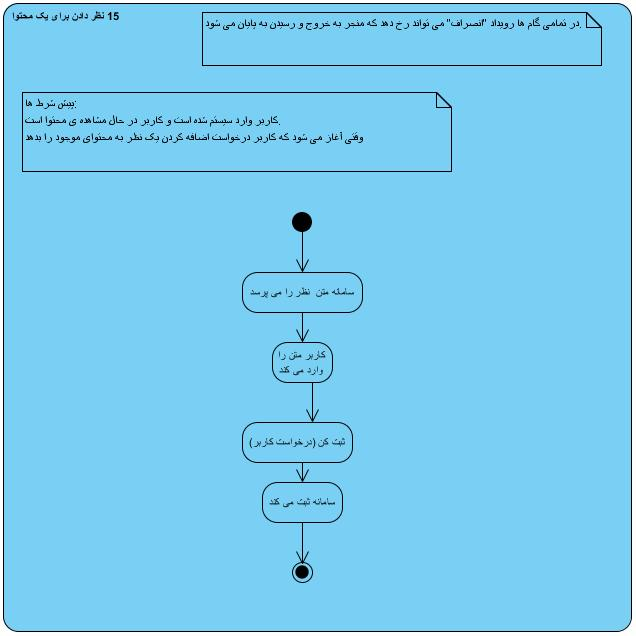 15 نظر دادن برای یک محتوا
در تمامی گام ها رویداد "انصراف" می تواند رخ دهد که منجر به خروج و رسیدن به پایان می شود.
پیش شرط ها:
کاربر وارد سیستم شده است و کاربر در حال مشاهده ی محتوا است.
وقتی آغاز می شود که کاربر درخواست اضافه کردن یک نظر به محتوای موجود را بدهد
سامانه متن نظر را می پرسد
کاربر متن را
وارد می کند
ثبت کن (درخواست کاربر)
سامانه ثبت می کند